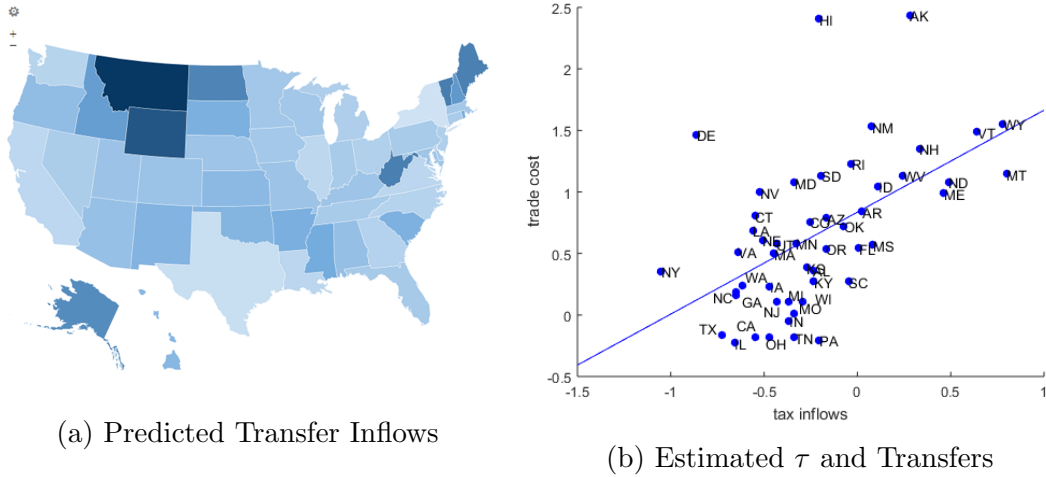 +
−
2.5
HI
AK
2
1.5
DE
NM
WY
VT
NH
RI
WV
MT
SD
MD
ID
ND
ME
1
NV
trade cost
CT
CO
AZ
AR
OK
LA
NE
UT
MN
OR
FL
MS
VA
MA
0.5
NY
KS
AL
KY
SC
WA
IA
NC
GA
MI
WI
NJ
MO
0
IN
TX
CA
IL
OH
TN
PA
-0.5
-1.5
-1
-0.5
0
0.5
1
tax inflows
(a) Predicted Transfer Inflows
(b) Estimated τ and Transfers